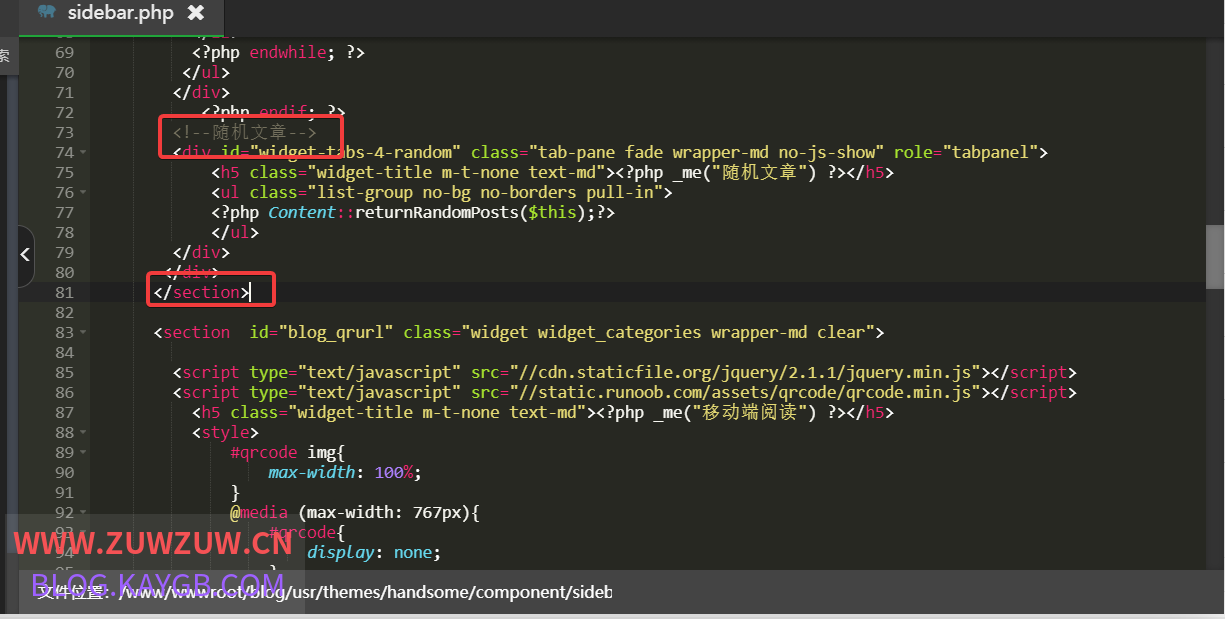 sidebar.php ✖
索
69 <?php endwhile; ?>
70 </ul>
71 </div>
72 <?php endif; ?>
73 <!--随机文章-->
74 <div id="widget-tabs-4-random" class="tab-pane fade wrapper-md no-js-show" role="tabpanel">
75 <h5 class="widget-title m-t-none text-md"><?php _me("随机文章") ?></h5>
76 <ul class="list-group no-bg no-borders pull-in">
77 <?php Content::returnRandomPosts($this);?>
78 </ul>
79 </div>
80 </div>
81 </section>
82
83 <section  id="blog_qrurl" class="widget widget_categories wrapper-md clear">
84
85 <script type="text/javascript" src="//cdn.staticfile.org/jquery/2.1.1/jquery.min.js"></script>
86 <script type="text/javascript" src="//static.runoob.com/assets/qrcode/qrcode.min.js"></script>
87 <h5 class="widget-title m-t-none text-md"><?php _me("移动端阅读") ?></h5>
88 <style>
89 #qrcode img{
90 max-width: 100%;
91 }
92 @media (max-width: 767px){
93 #qrcode{
94 display: none;
95 }
WWW.ZUWZUW.CN
BLOG.KAYGB.COM
文件位置: /www/wwwroot/blog/usr/themes/handsome/component/sideb